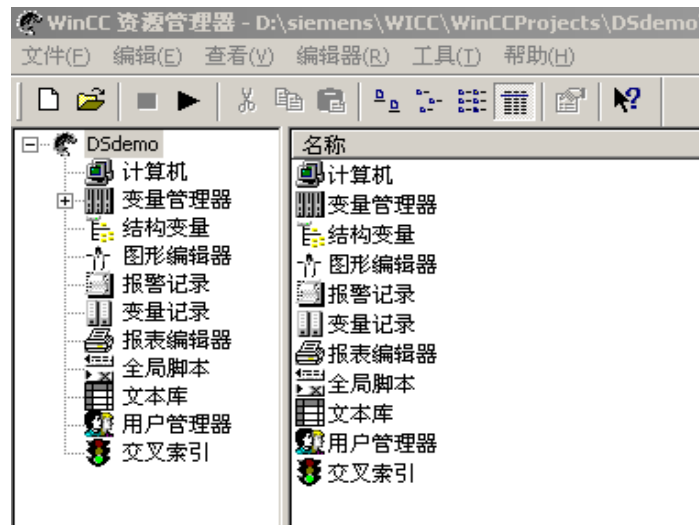 WinCC 资源管理器 - D:\siemens\WICC\WinCCProjects\DSdemo
文件(F) 编辑(E) 查看(V) 编辑器(R) 工具(T) 帮助(H)
DSdemo
计算机
变量管理器
结构变量
图形编辑器
报警记录
变量记录
报表编辑器
全局脚本
文本库
用户管理器
交叉索引
名称
计算机
变量管理器
结构变量
图形编辑器
报警记录
变量记录
报表编辑器
全局脚本
文本库
用户管理器
交叉索引